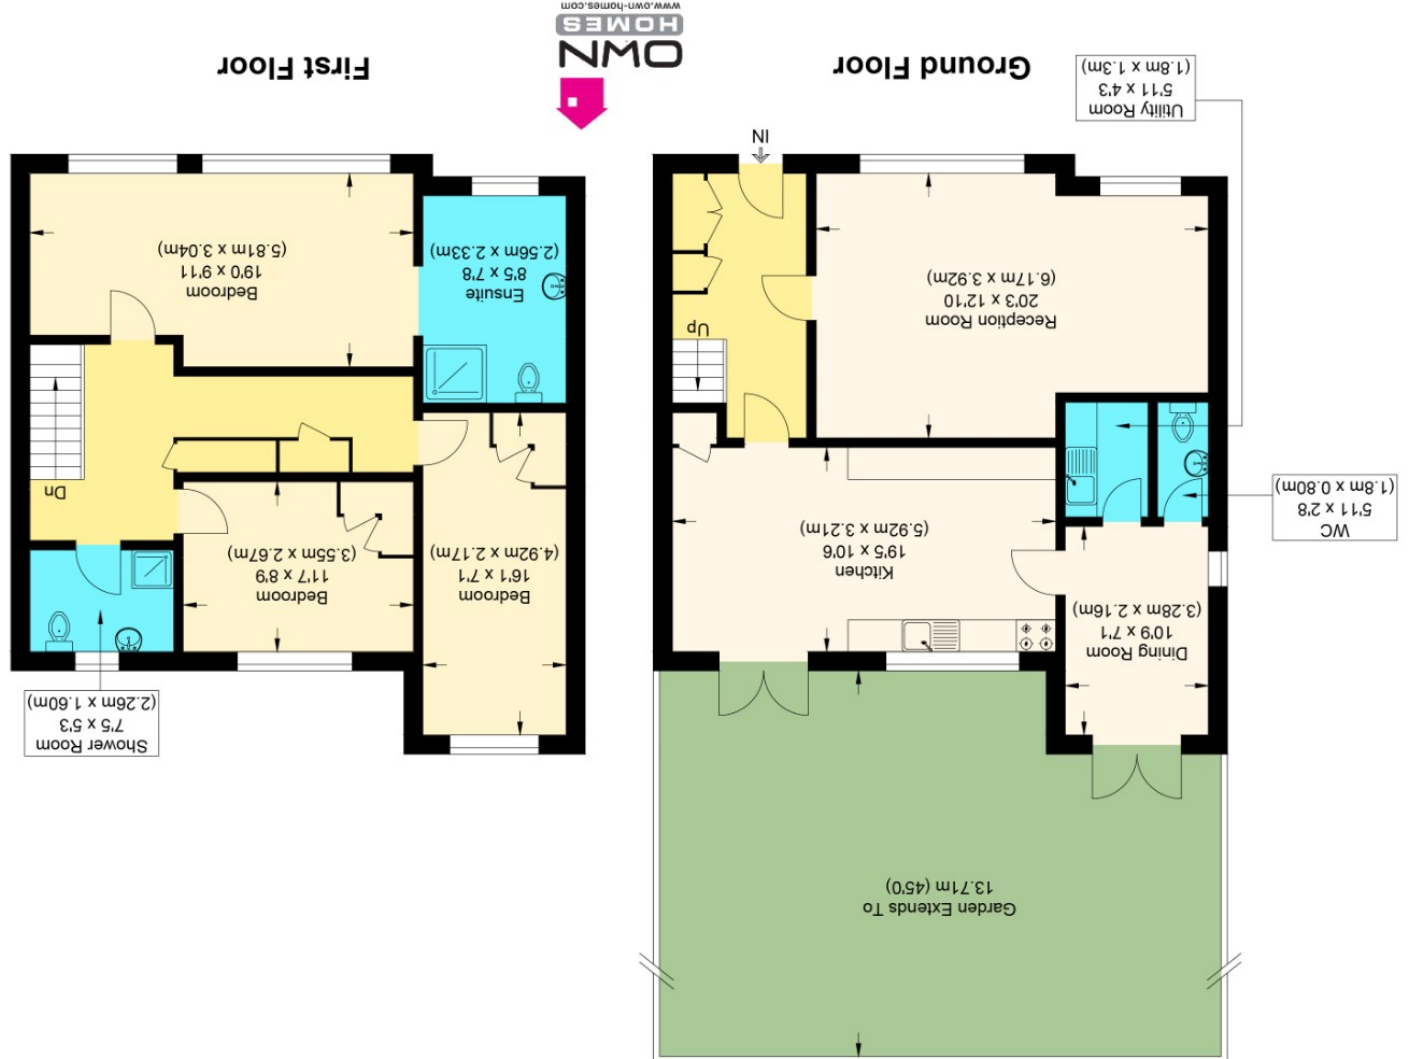 Garden Extends To
13.71m (45'0)
Dining Room
10'9 x 7'1
(3.28m x 2.16m)
Kitchen
19'5 x 10'6
(5.92m x 3.21m)
WC
5'11 x 2'8
(1.8m x 0.80m)
Reception Room
20'3 x 12'10
(6.17m x 3.92m)
Up
IN
Utility Room
5'11 x 4'3
(1.8m x 1.3m)
Ground Floor
Shower Room
7'5 x 5'3
(2.26m x 1.60m)
Bedroom
16'1 x 7'1
(4.92m x 2.17m)
Bedroom
11'7 x 8'9
(3.55m x 2.67m)
Dn
Ensuite
8'5 x 7'8
(2.56m x 2.33m)
Bedroom
19'0 x 9'11
(5.81m x 3.04m)
First Floor
OWN
HOMES
www.own-homes.com